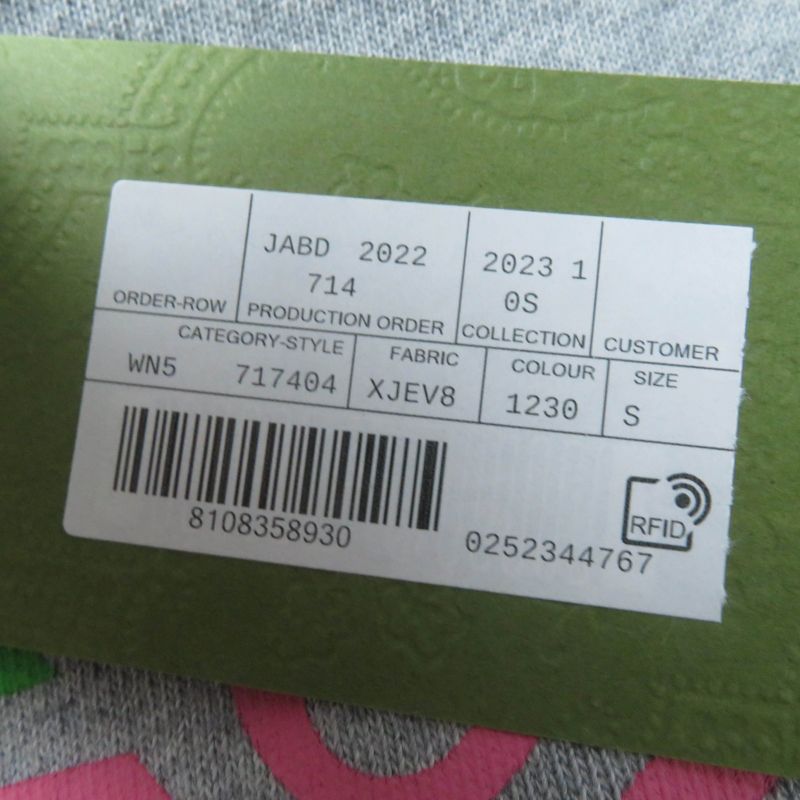 JABD 2022 2023 1
714 0S
ORDER-ROW PRODUCTION ORDER COLLECTION CUSTOMER
CATEGORY-STYLE FABRIC COLOUR SIZE
WN5 717404 XJEV8 1230 S
8108358930 0252344767
RFID